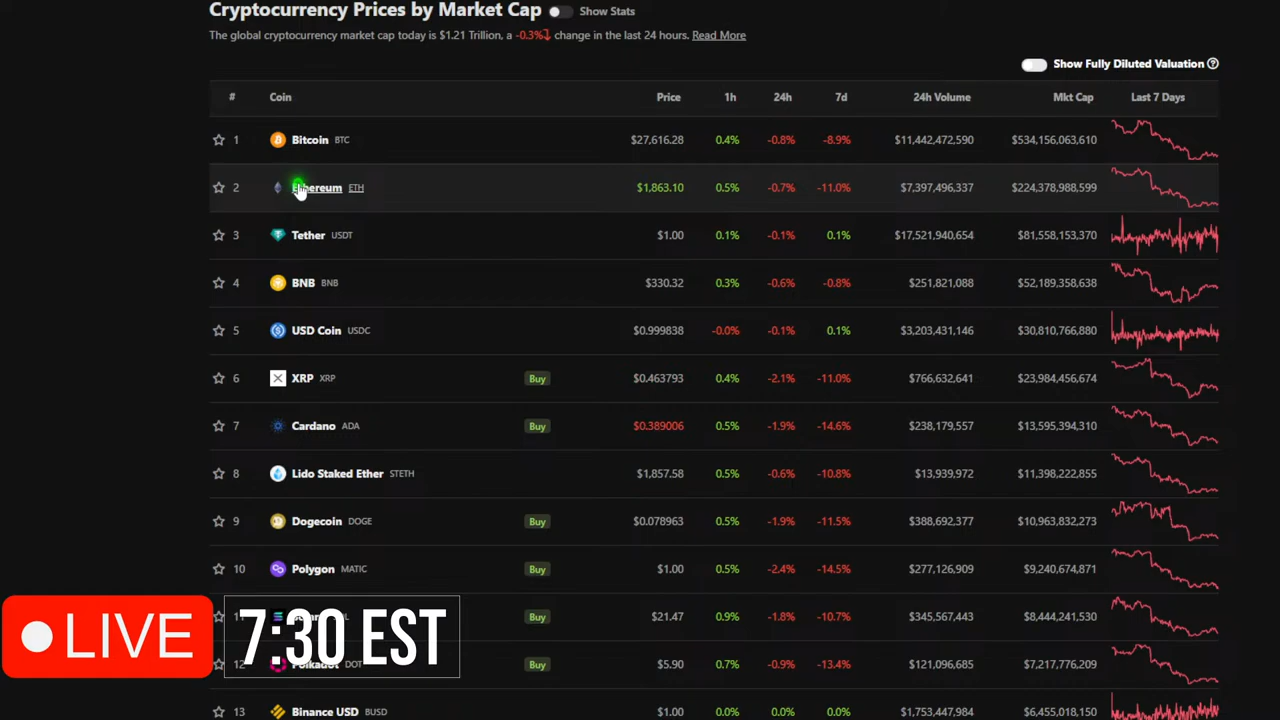 Cryptocurrency Prices by Market Cap Show Stats
The global cryptocurrency market cap today is $1.21 Trillion, a -0.3% change in the last 24 hours. Read More
Show Fully Diluted Valuation
# Coin Price 1h 24h 7d 24h Volume Mkt Cap Last 7 Days
1 Bitcoin BTC $27,616.28 0.4% -0.8% -8.9% $11,442,472,590 $534,156,063,610
2 Ethereum ETH $1,863.10 0.5% -0.7% -11.0% $7,397,496,337 $224,378,988,599
3 Tether USDT $1.00 0.1% -0.1% 0.1% $17,521,940,654 $81,558,153,370
4 BNB BNB $330.32 0.3% -0.6% -0.8% $251,821,088 $52,189,358,638
5 USD Coin USDC $0.999838 -0.0% -0.1% 0.1% $3,203,431,146 $30,810,766,880
6 XRP XRP Buy $0.463793 0.4% -2.1% -11.0% $766,632,641 $23,984,456,674
7 Cardano ADA Buy $0.389006 0.5% -1.9% -14.6% $238,179,557 $13,595,394,310
8 Lido Staked Ether STETH $1,857.58 0.5% -0.6% -10.8% $13,939,972 $11,398,222,855
9 Dogecoin DOGE Buy $0.078963 0.5% -1.9% -11.5% $388,692,377 $10,963,832,273
10 Polygon MATIC Buy $1.00 0.5% -2.4% -14.5% $277,126,909 $9,240,674,871
Buy $21.47 0.9% -1.8% -10.7% $345,567,443 $8,444,241,530
LIVE 7:30 EST
12 Polkadot DOT Buy $5.90 0.7% -0.9% -13.4% $121,096,685 $7,217,776,209
13 Binance USD BUSD $1.00 0.0% 0.0% 0.0% $1,753,447,984 $6,455,018,150